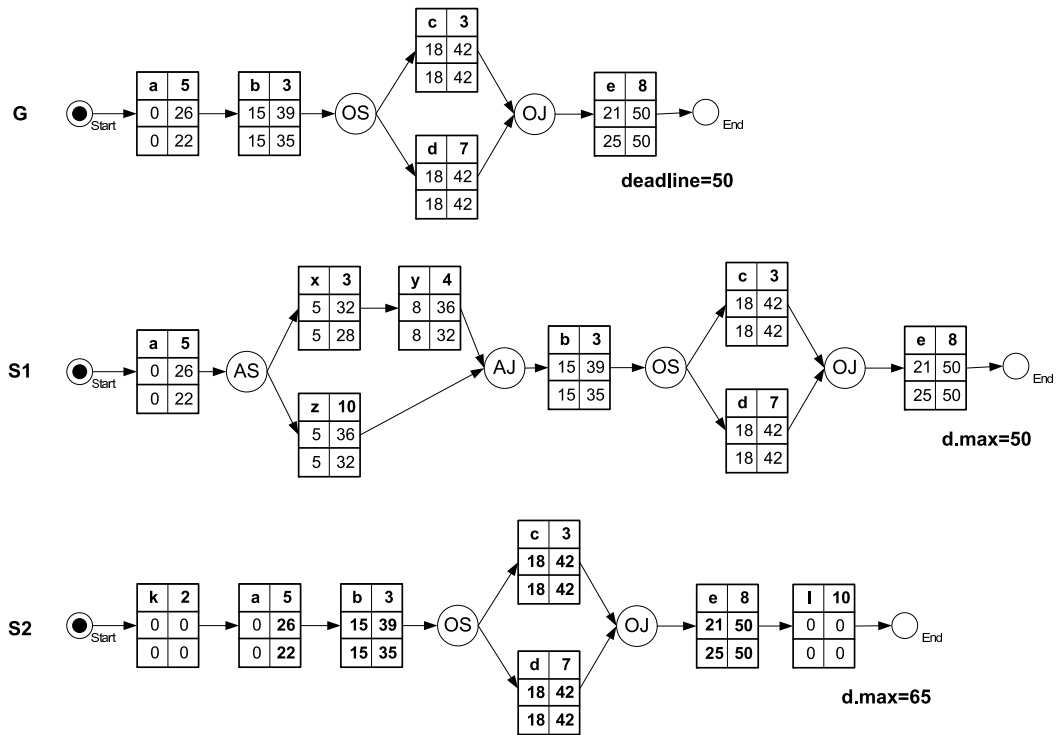 G
Start
a 5
0 26
0 22
b 3
15 39
15 35
OS
c 3
18 42
18 42
d 7
18 42
18 42
OJ
e 8
21 50
25 50
End
deadline=50
S1
Start
a 5
0 26
0 22
AS
x 3
5 32
5 28
y 4
8 36
8 32
z 10
5 36
5 32
AJ
b 3
15 39
15 35
OS
c 3
18 42
18 42
d 7
18 42
18 42
OJ
e 8
21 50
25 50
End
d.max=50
S2
Start
k 2
0 0
0 0
a 5
0 26
0 22
b 3
15 39
15 35
OS
c 3
18 42
18 42
d 7
18 42
18 42
OJ
e 8
21 50
25 50
l 10
0 0
0 0
End
d.max=65